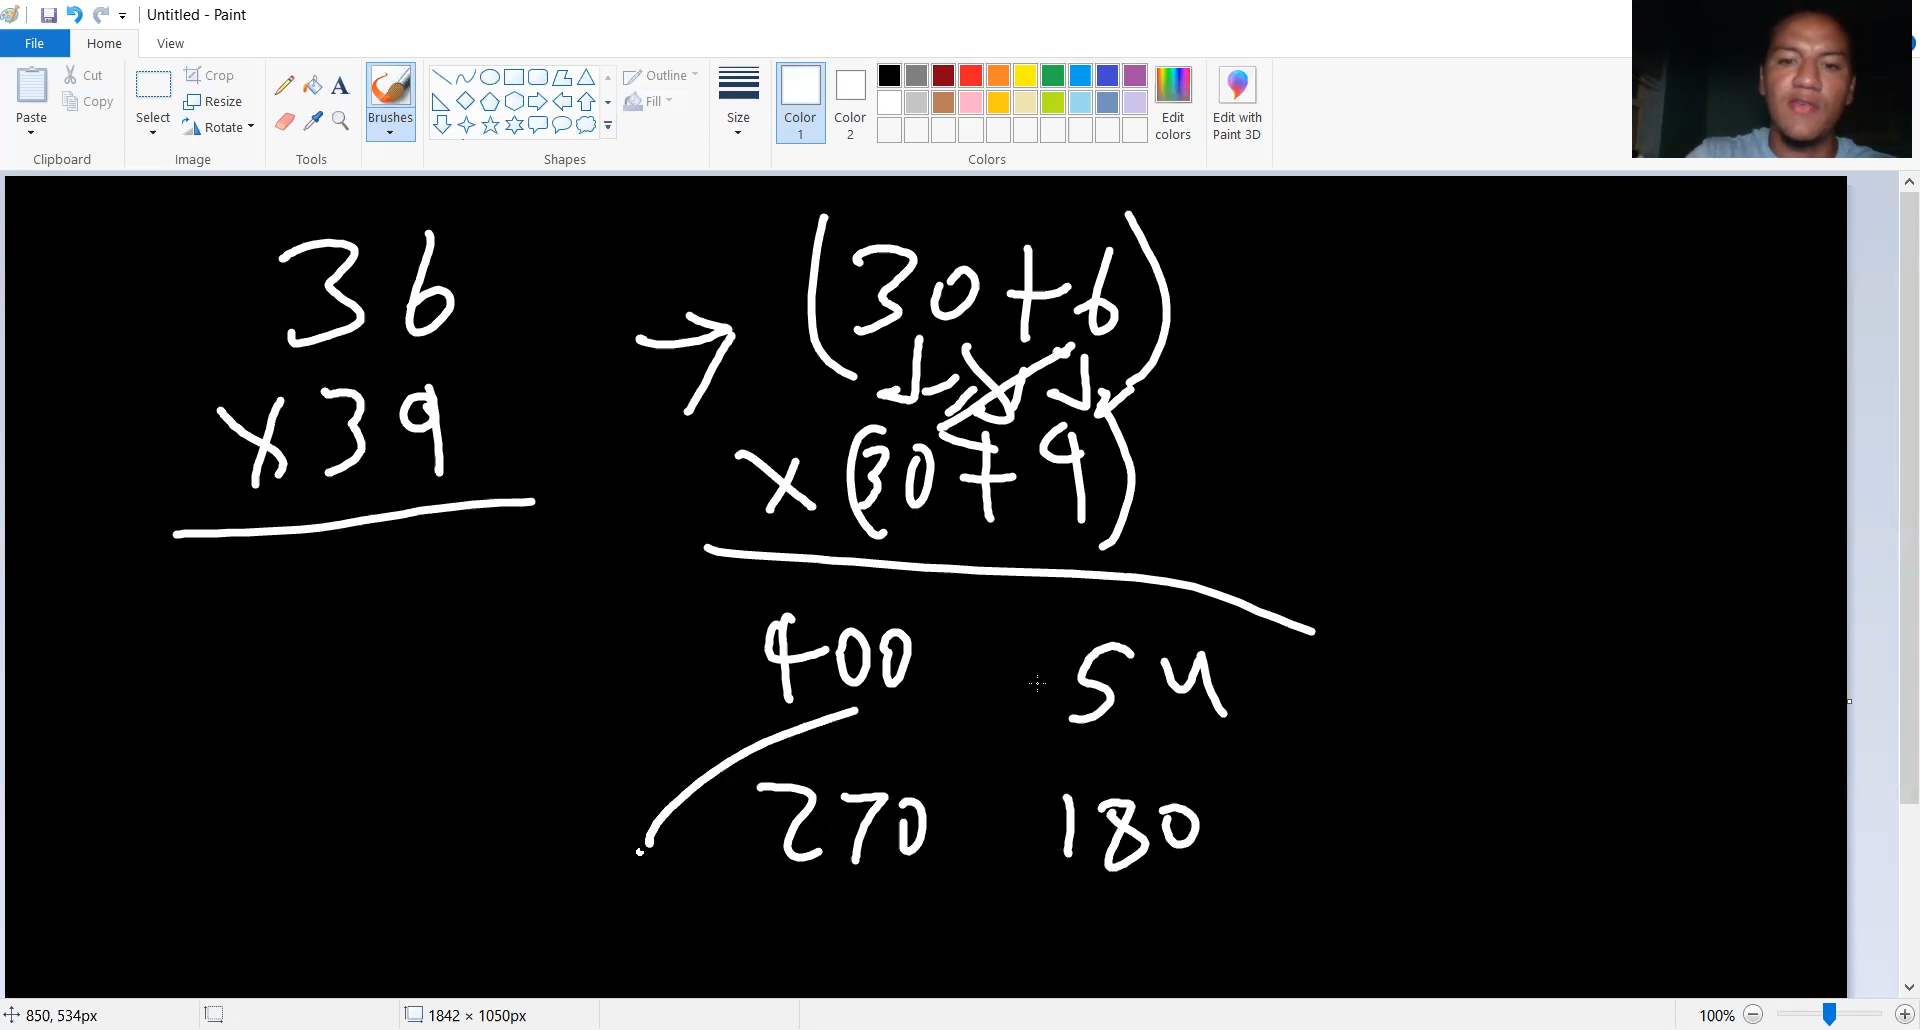 Untitled - Paint
File Home View
Paste
Cut
Copy
Clipboard
Select
Crop
Resize
Rotate
Image
A
Tools
Brushes
Outline
Fill
Shapes
Size
Color 1
Color 2
Edit colors
Edit with Paint 3D
Colors
36 → (30+6)
x39 x(30+9)
400 54
270 180
850, 534px 1842 × 1050px 100%